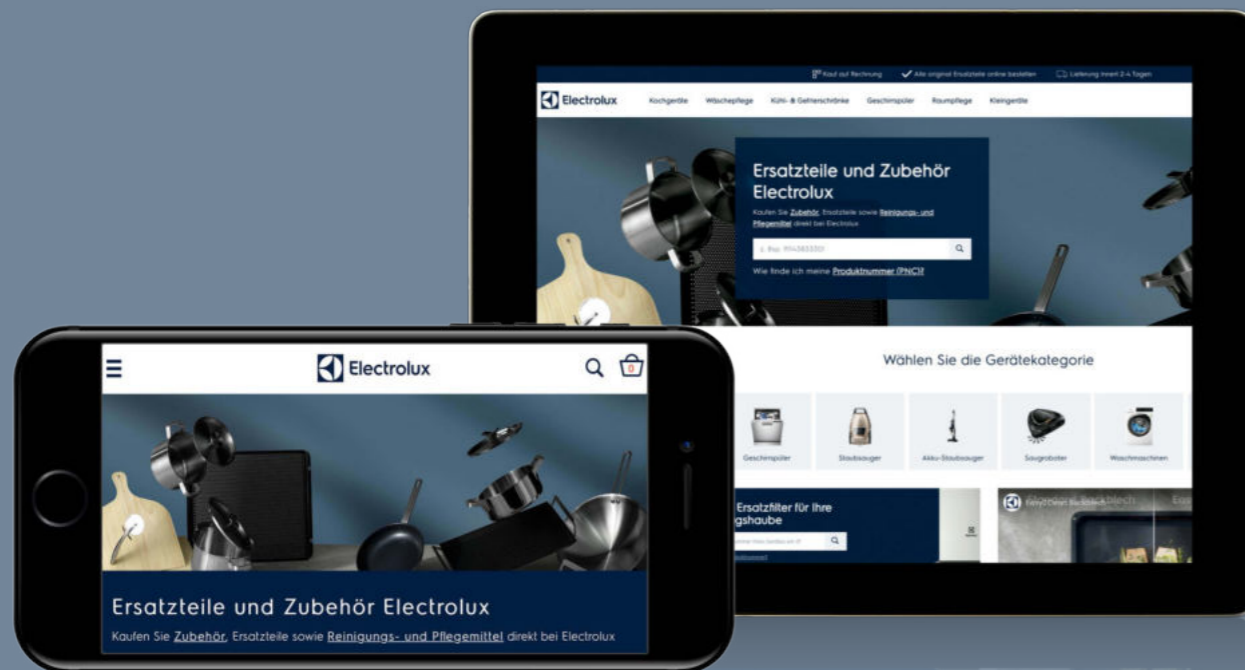 Kauf auf Rechnung
Alle original Ersatzteile online bestellen
Lieferung innert 2-4 Tagen
Electrolux
Kochgeräte Wäschepflege Kühl- & Gefrierschränke Geschirrspüler Raumpflege Kleingeräte
Ersatzteile und Zubehör
Electrolux
Kaufen Sie Zubehör, Ersatzteile sowie Reinigungs- und
Pflegemittel direkt bei Electrolux
z. Bsp. 91143833301
Wie finde ich meine Produktnummer (PNC)?
Wählen Sie die Gerätekategorie
Geschirrspüler Staubsauger Akku-Staubsauger Saugroboter Waschmaschinen
Ersatzfilter für Ihre
gshaube
Electrolux
0
Ersatzteile und Zubehör Electrolux
Kaufen Sie Zubehör, Ersatzteile sowie Reinigungs- und Pflegemittel direkt bei Electrolux